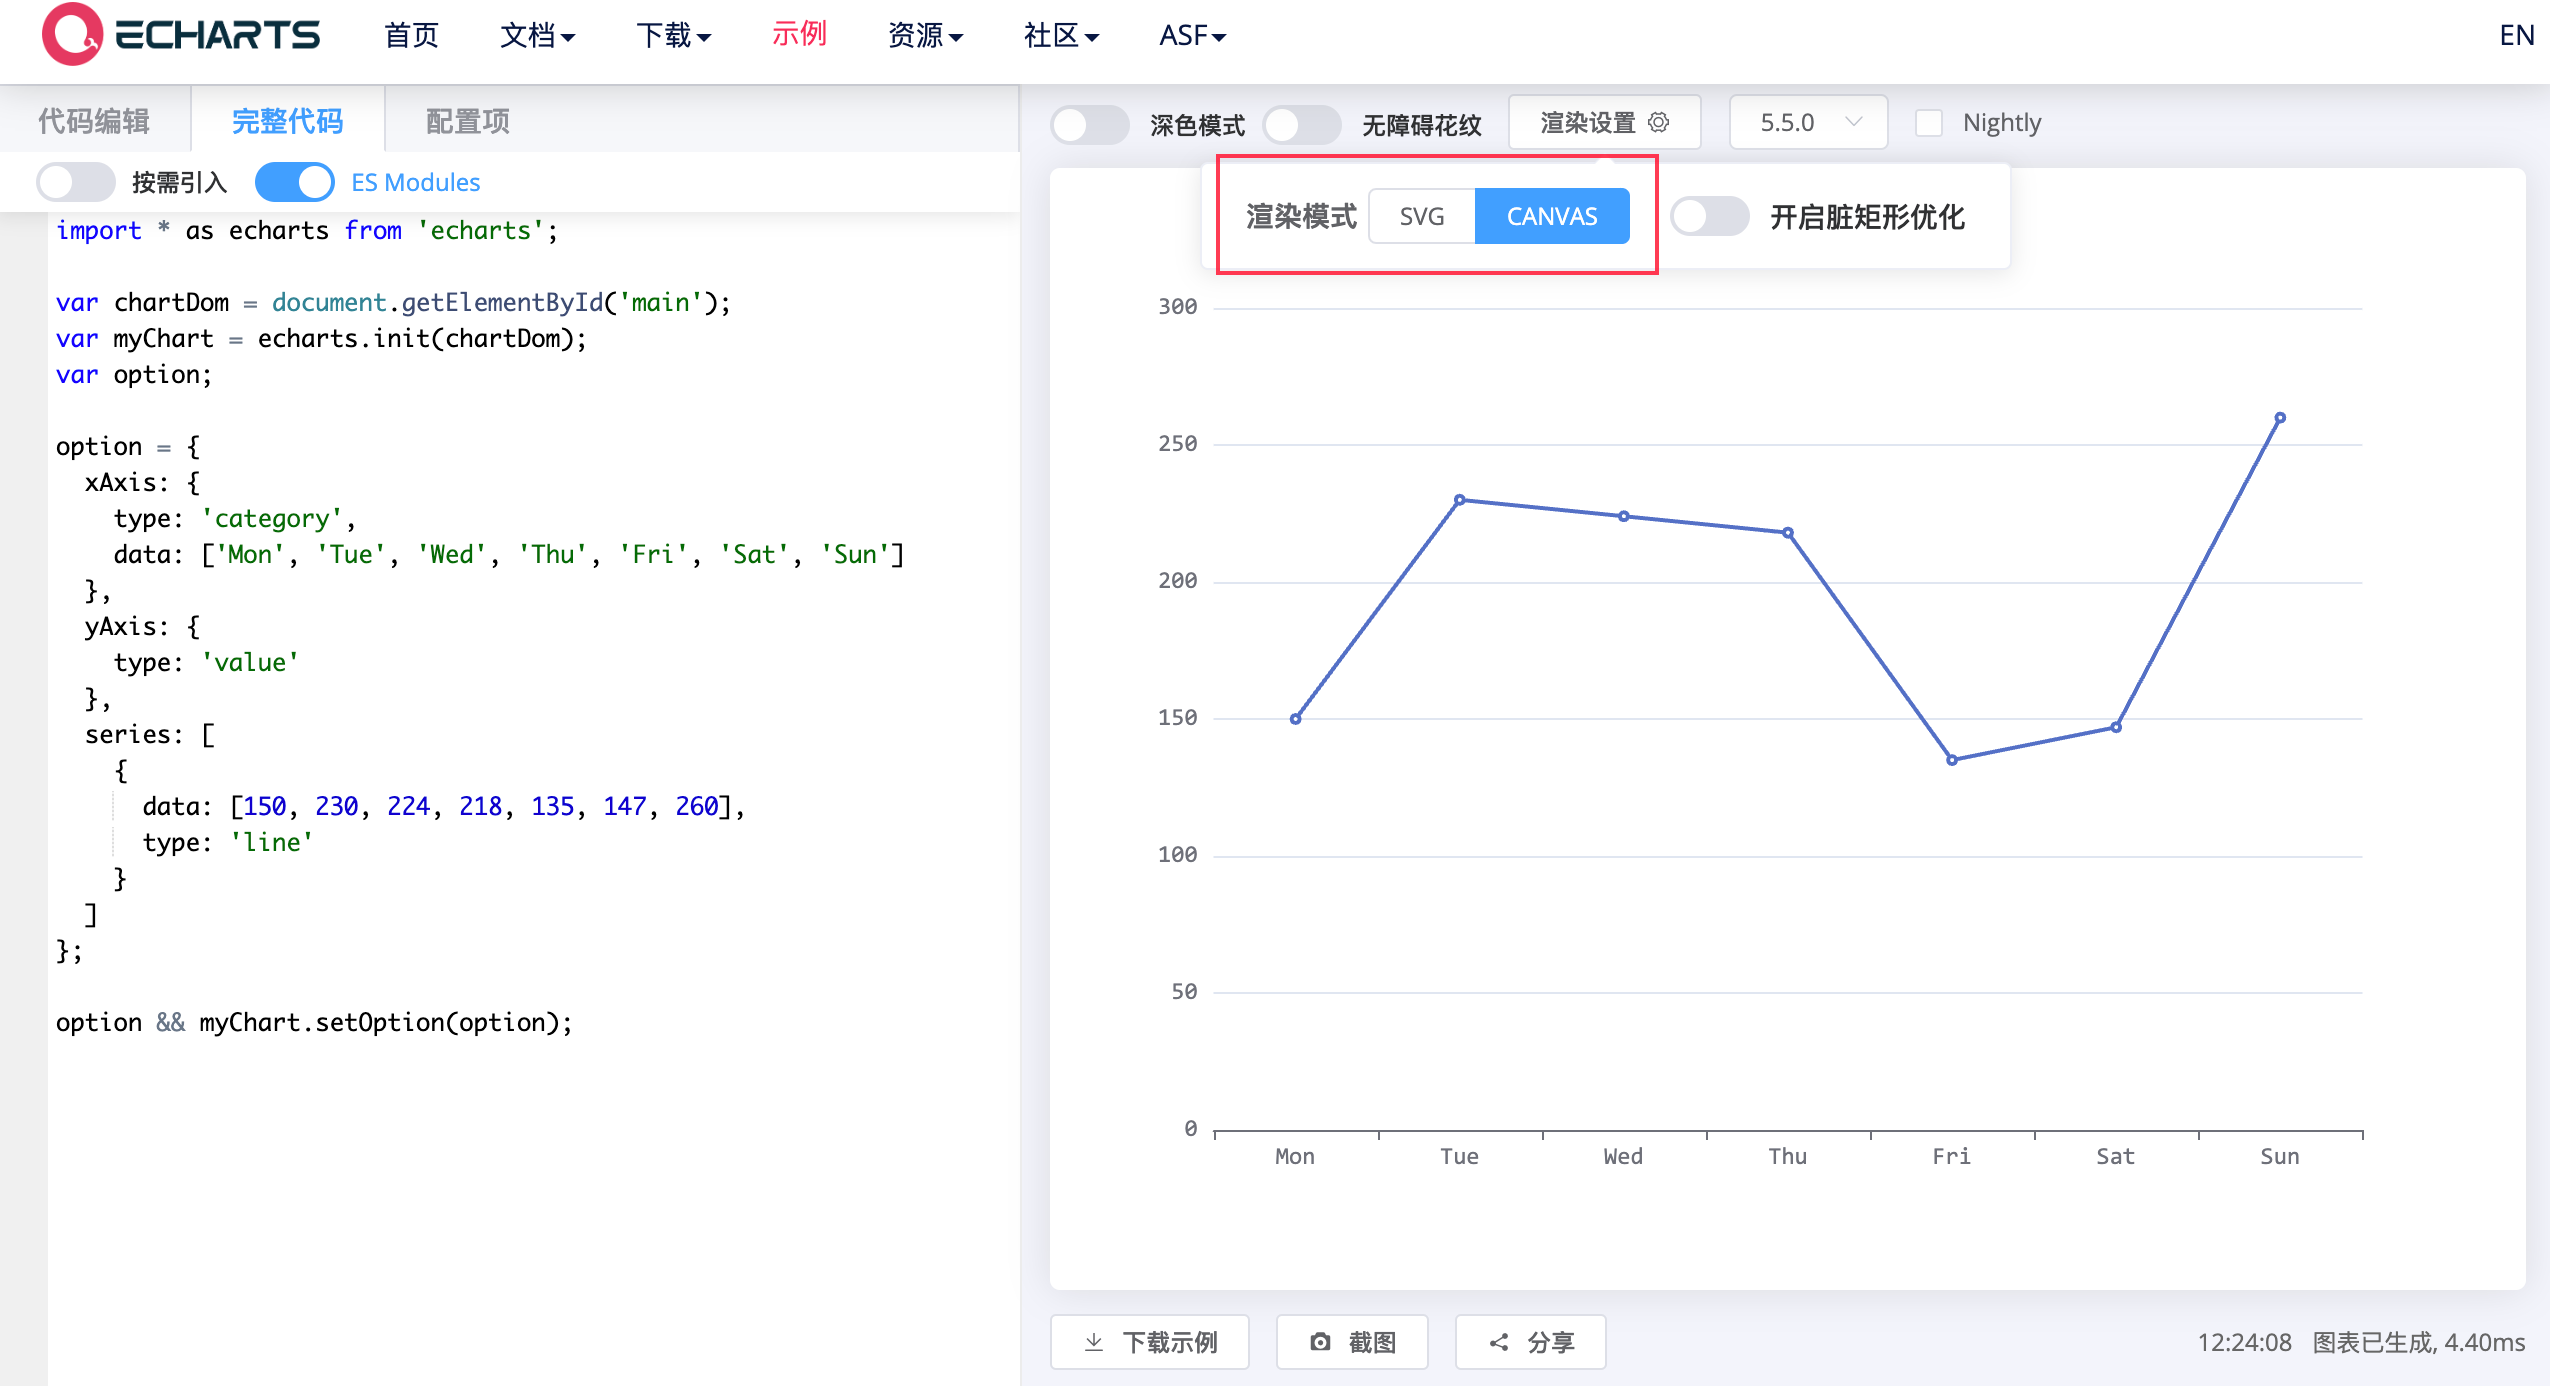 ECHARTS 首页 文档 下载 示例 资源 社区 ASF EN
代码编辑 完整代码 配置项
按需引入 ES Modules
import * as echarts from 'echarts';
var chartDom = document.getElementById('main');
var myChart = echarts.init(chartDom);
var option;
option = {
  xAxis: {
    type: 'category',
    data: ['Mon', 'Tue', 'Wed', 'Thu', 'Fri', 'Sat', 'Sun']
  },
  yAxis: {
    type: 'value'
  },
  series: [
    {
      data: [150, 230, 224, 218, 135, 147, 260],
      type: 'line'
    }
  ]
};
option && myChart.setOption(option);
深色模式 无障碍花纹 渲染设置 5.5.0 Nightly
渲染模式 SVG CANVAS 开启脏矩形优化
300
250
200
150
100
50
0
Mon Tue Wed Thu Fri Sat Sun
下载示例 截图 分享 12:24:08 图表已生成, 4.40ms